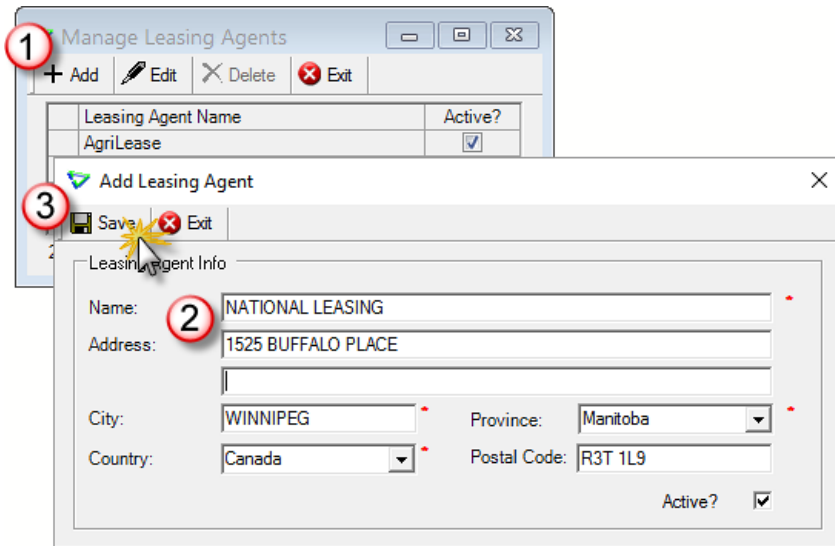 1
Manage Leasing Agents
Add Edit Delete Exit
Leasing Agent Name Active?
AgriLease
Add Leasing Agent
3
Save Exit
Leasing Agent Info
Name: NATIONAL LEASING *
2
Address: 1525 BUFFALO PLACE
City: WINNIPEG * Province: Manitoba *
Country: Canada * Postal Code: R3T 1L9
Active?